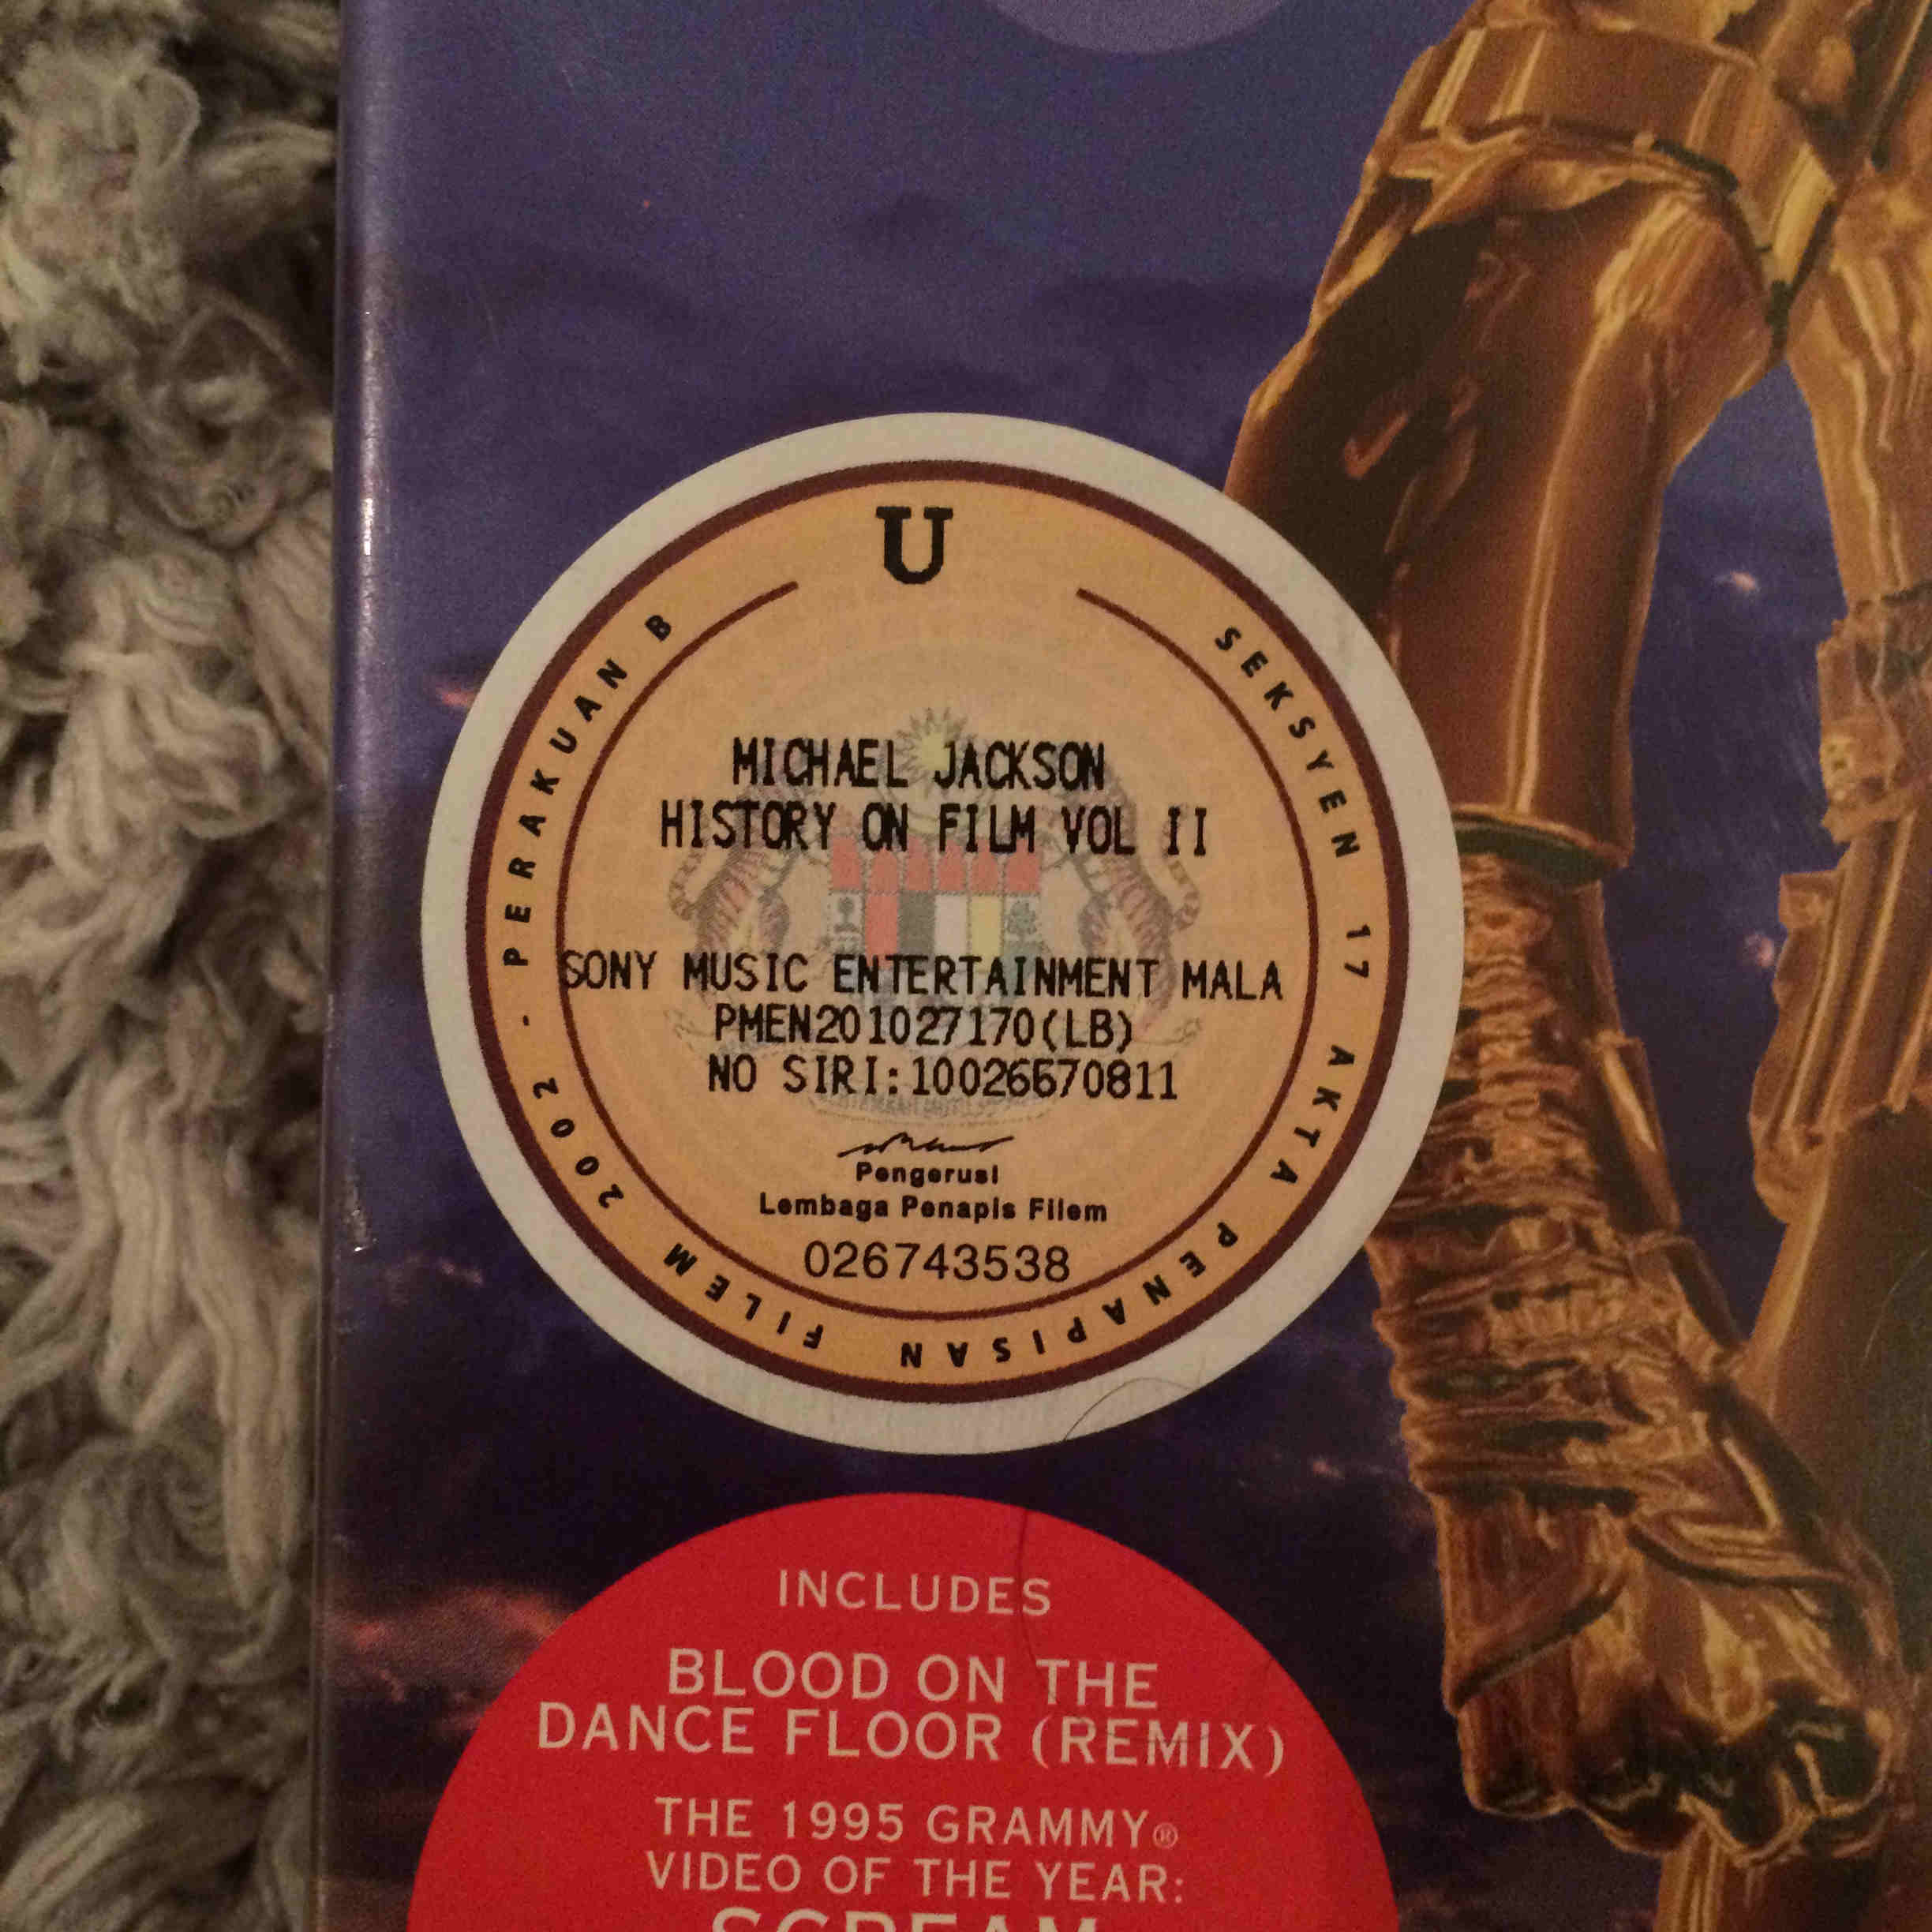 U
PERAKUAN B
SEKSYEN 17 AKTA PENAPISAN FILEM 2002 -
MICHAEL JACKSON
HISTORY ON FILM VOL II
SONY MUSIC ENTERTAINMENT MALA
PMEN201027170(LB)
NO SIRI:10026670811
Pengerusi
Lembaga Penapis Filem
026743538
INCLUDES
BLOOD ON THE
DANCE FLOOR (REMIX)
THE 1995 GRAMMY®
VIDEO OF THE YEAR:
SCREAM